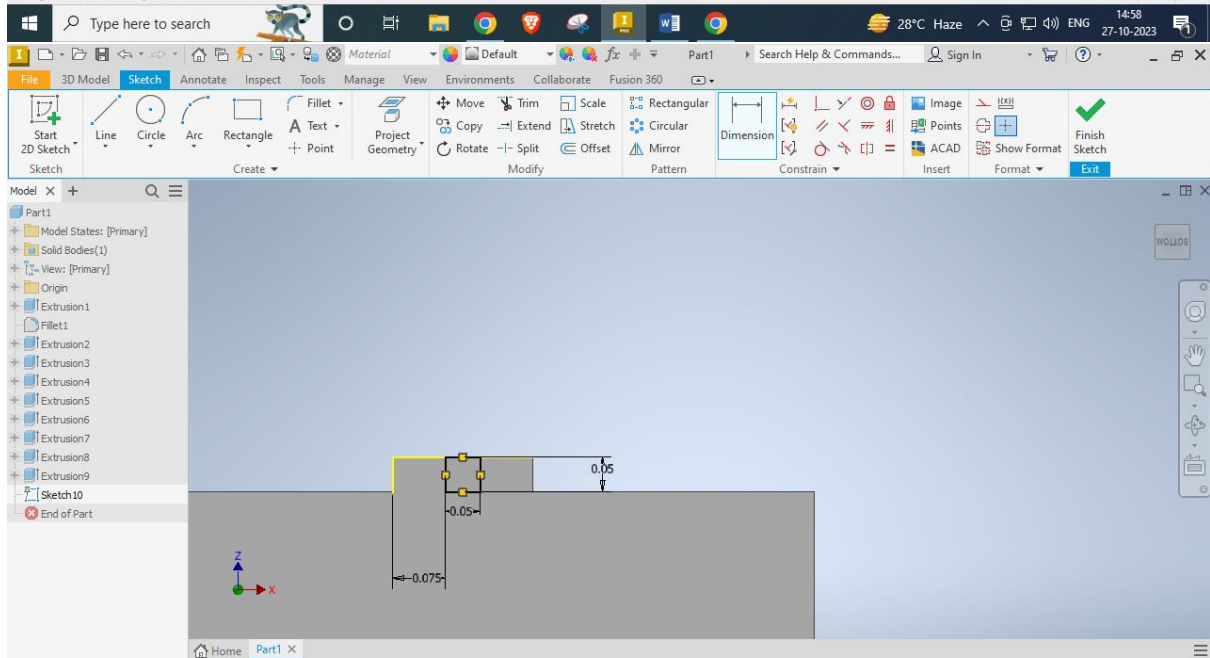 Type here to search
28°C Haze
ENG
14:58
27-10-2023
I PRO
W
I PRO
Material
Default
fx
Part1
Search Help & Commands...
Sign In
File 3D Model Sketch Annotate Inspect Tools Manage View Environments Collaborate Fusion 360
Start
2D Sketch
Line
Circle
Arc
Rectangle
Fillet
A Text
Point
Project
Geometry
Move Trim Scale
Copy Extend Stretch
Rotate Split Offset
Rectangular
Circular
Mirror
Dimension
Image
Points
ACAD
Show Format
Finish
Sketch
Sketch Create Modify Pattern Constrain Insert Format Exit
Model
Part1
Model States: [Primary]
Solid Bodies(1)
View: [Primary]
Origin
Extrusion1
Fillet1
Extrusion2
Extrusion3
Extrusion4
Extrusion5
Extrusion6
Extrusion7
Extrusion8
Extrusion9
Sketch10
End of Part
BOTTOM
0.05
0.05
0.075
Z
X
Home Part1